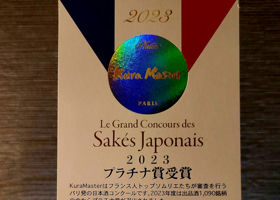 2023
Kura Master
PARIS
Le Grand Concours des
Sakés Japonais
2023
プラチナ賞受賞
KuraMasterはフランス人トップソムリエたちが審査を行う
パリ発の日本酒コンクールです。2023年度は出品酒1,090銘柄